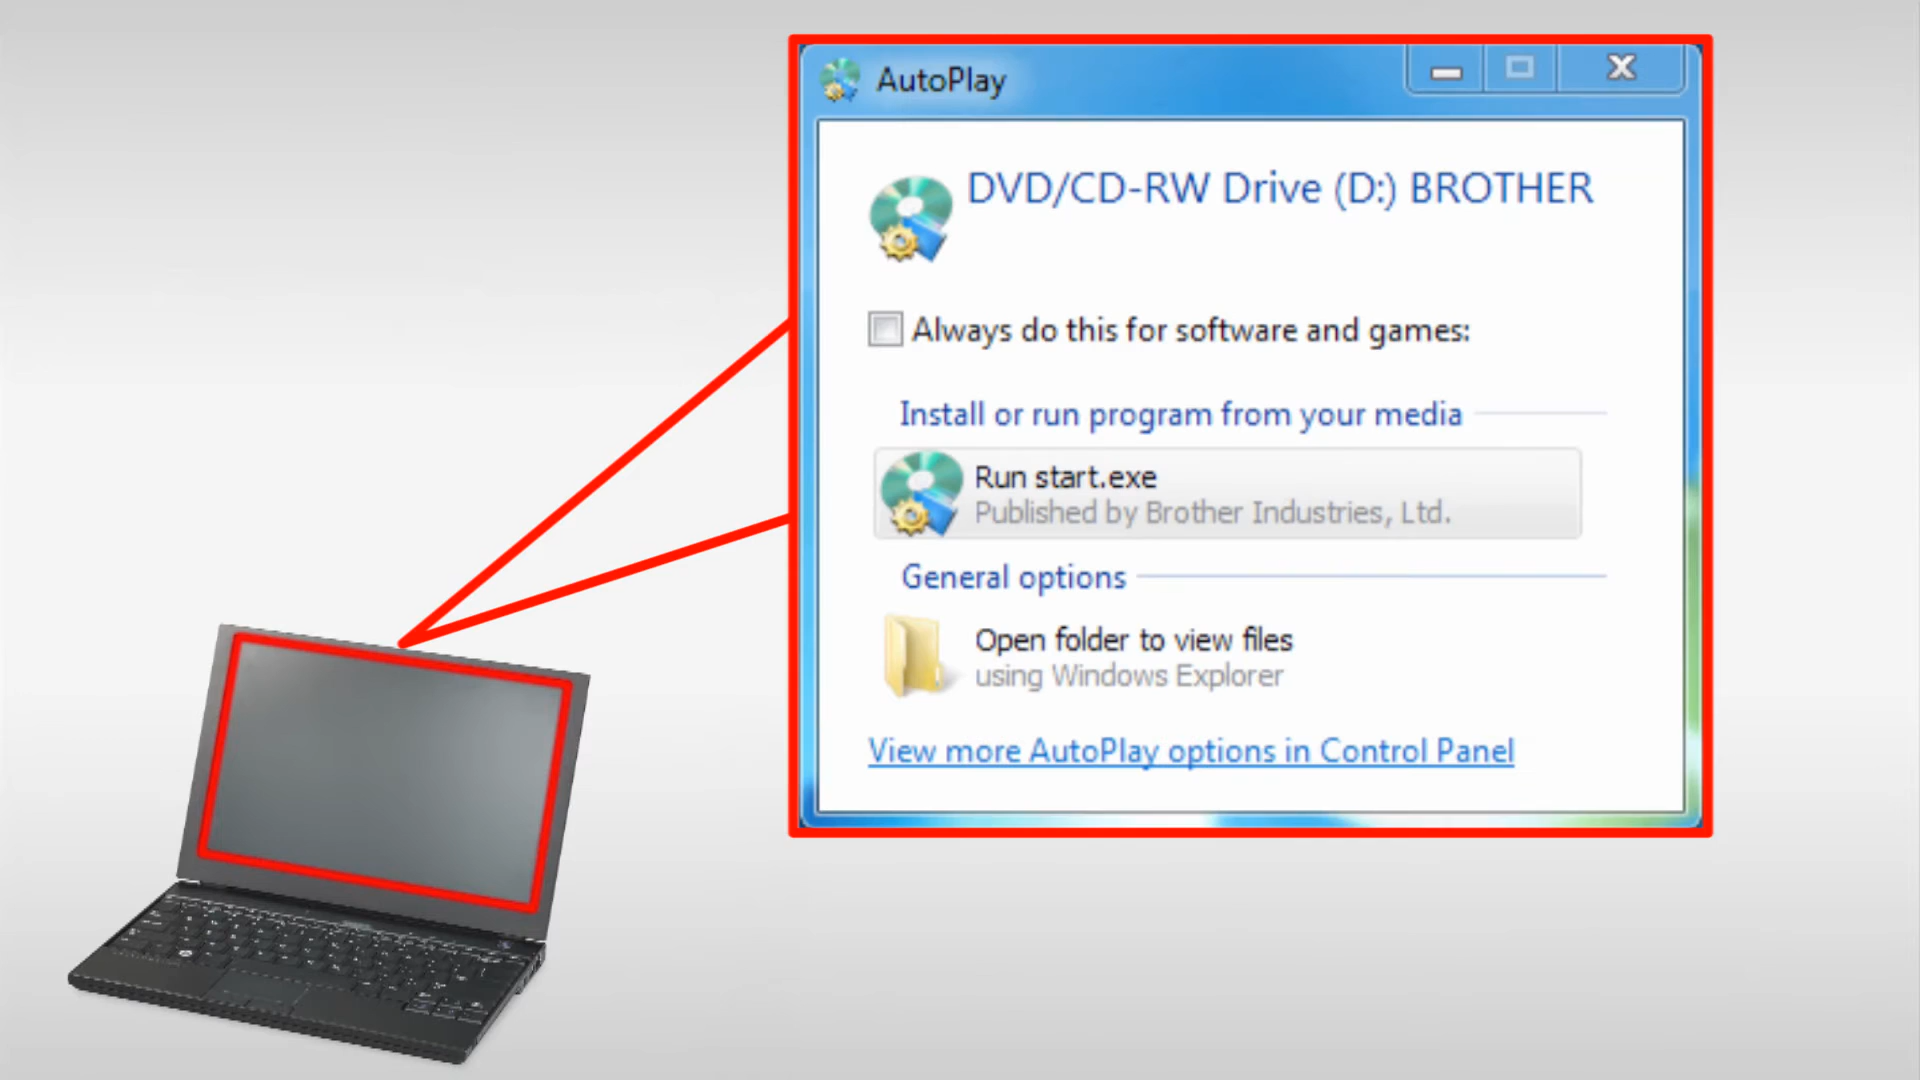 AutoPlay
DVD/CD-RW Drive (D:) BROTHER
Always do this for software and games:
Install or run program from your media
Run start.exe
Published by Brother Industries, Ltd.
General options
Open folder to view files
using Windows Explorer
View more AutoPlay options in Control Panel